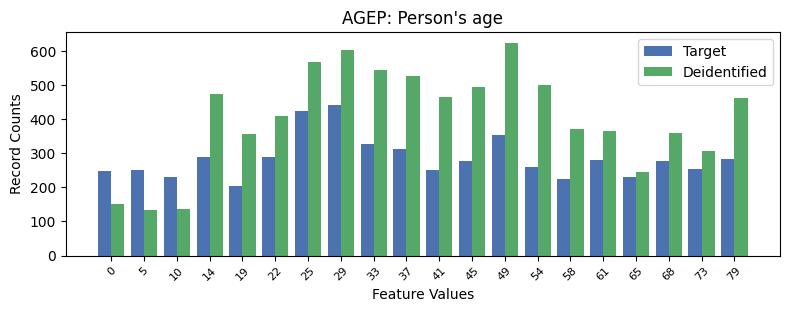 AGEP: Person's age
Target
Deidentified
Record Counts
600
500
400
300
200
100
0
0 5 10 14 19 22 25 29 33 37 41 45 49 54 58 61 65 68 73 79
Feature Values